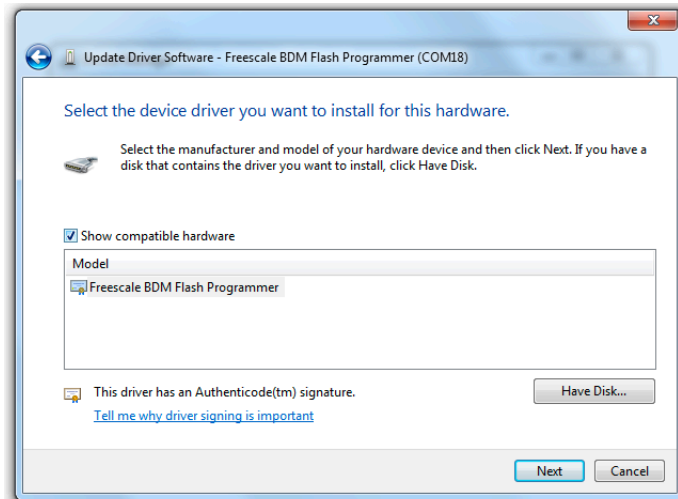 Update Driver Software - Freescale BDM Flash Programmer (COM18)
Select the device driver you want to install for this hardware.
Select the manufacturer and model of your hardware device and then click Next. If you have a
disk that contains the driver you want to install, click Have Disk.
Show compatible hardware
Model
Freescale BDM Flash Programmer
This driver has an Authenticode(tm) signature.
Have Disk...
Tell me why driver signing is important
Next
Cancel